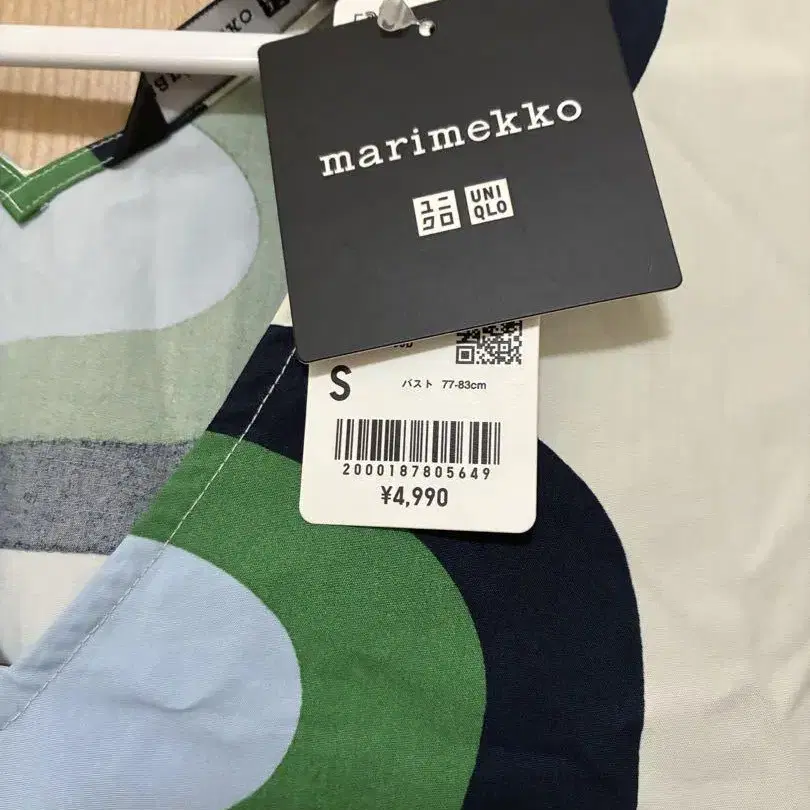 marimekko
ユニ
クロ
UNI
QLO
S
バスト 77-83cm
2000187805649
¥4,990